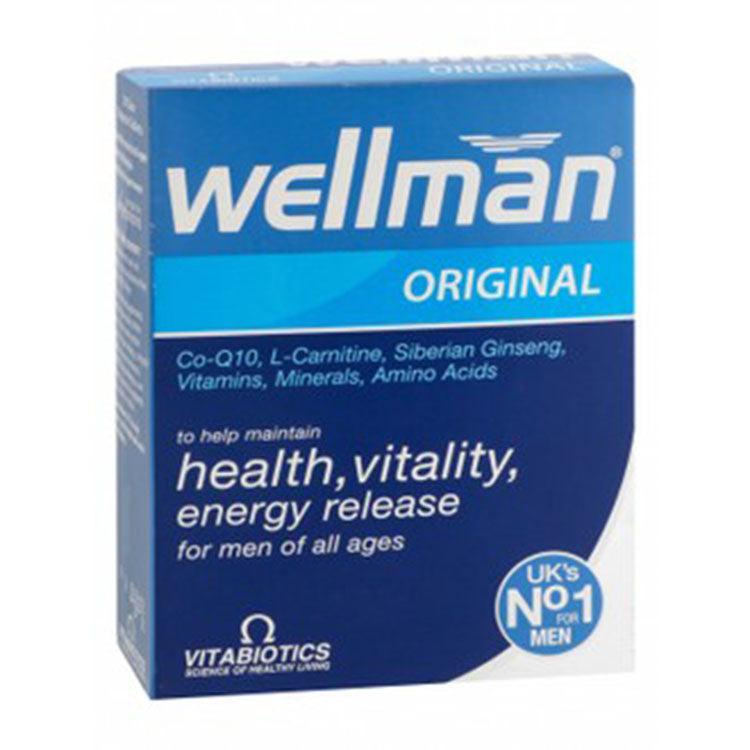 VITABIOTICS
ORIGINAL
wellman®
ORIGINAL
Co-Q10, L-Carnitine, Siberian Ginseng,
Vitamins, Minerals, Amino Acids
to help maintain
health, vitality,
energy release
for men of all ages
UK's
No1
FOR
MEN
VITABIOTICS
SCIENCE OF HEALTHY LIVING